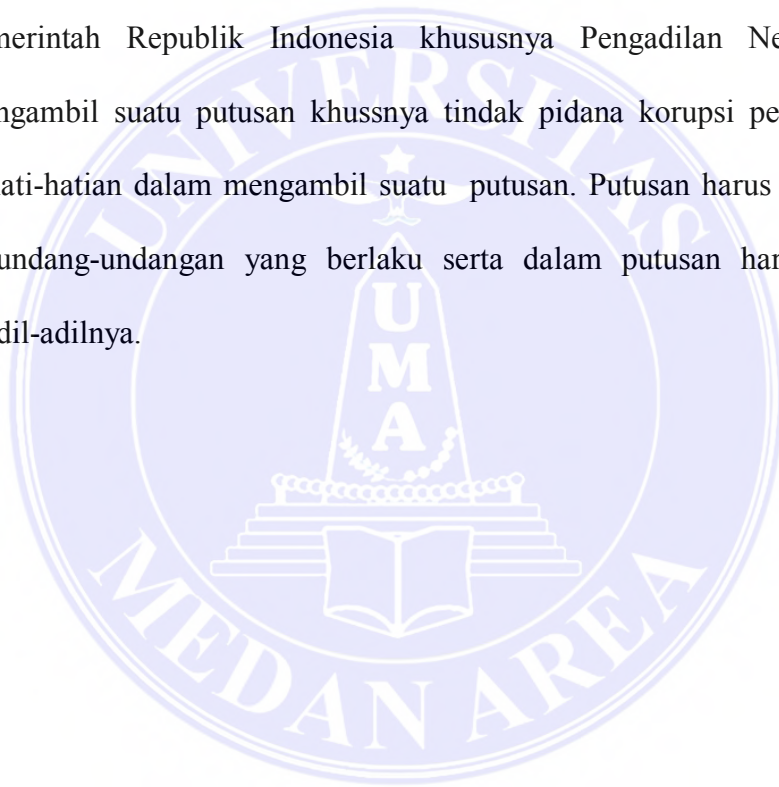 merintah Republik Indonesia khususnya Pengadilan Ne
ngambil suatu putusan khussnya tindak pidana korupsi pe
ati-hatian dalam mengambil suatu putusan. Putusan harus
undang-undangan yang berlaku serta dalam putusan har
dil-adilnya.
UNIVERSITAS
UMA
MEDAN AREA